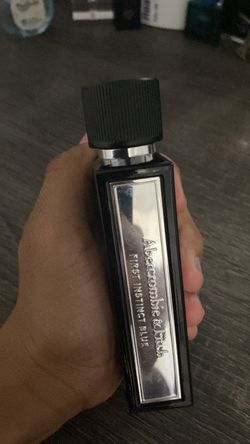 Abercrombie & Fitch
FIRST INSTINCT BLUE